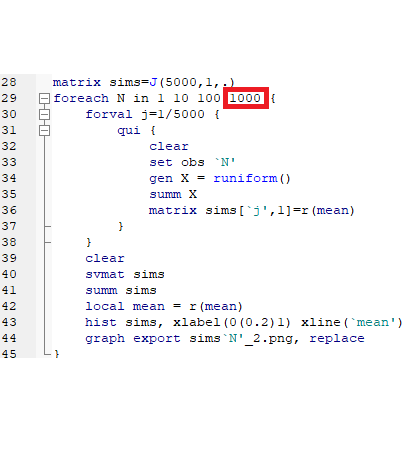 28 matrix sims=J(5000,1,.)
29 foreach N in 1 10 100 1000 {
30 forval j=1/5000 {
31 qui {
32 clear
33 set obs `N'
34 gen X = runiform()
35 summ X
36 matrix sims[`j',1]=r(mean)
37 }
38 }
39 clear
40 svmat sims
41 summ sims
42 local mean = r(mean)
43 hist sims, xlabel(0(0.2)1) xline(`mean')
44 graph export sims`N'_2.png, replace
45 }